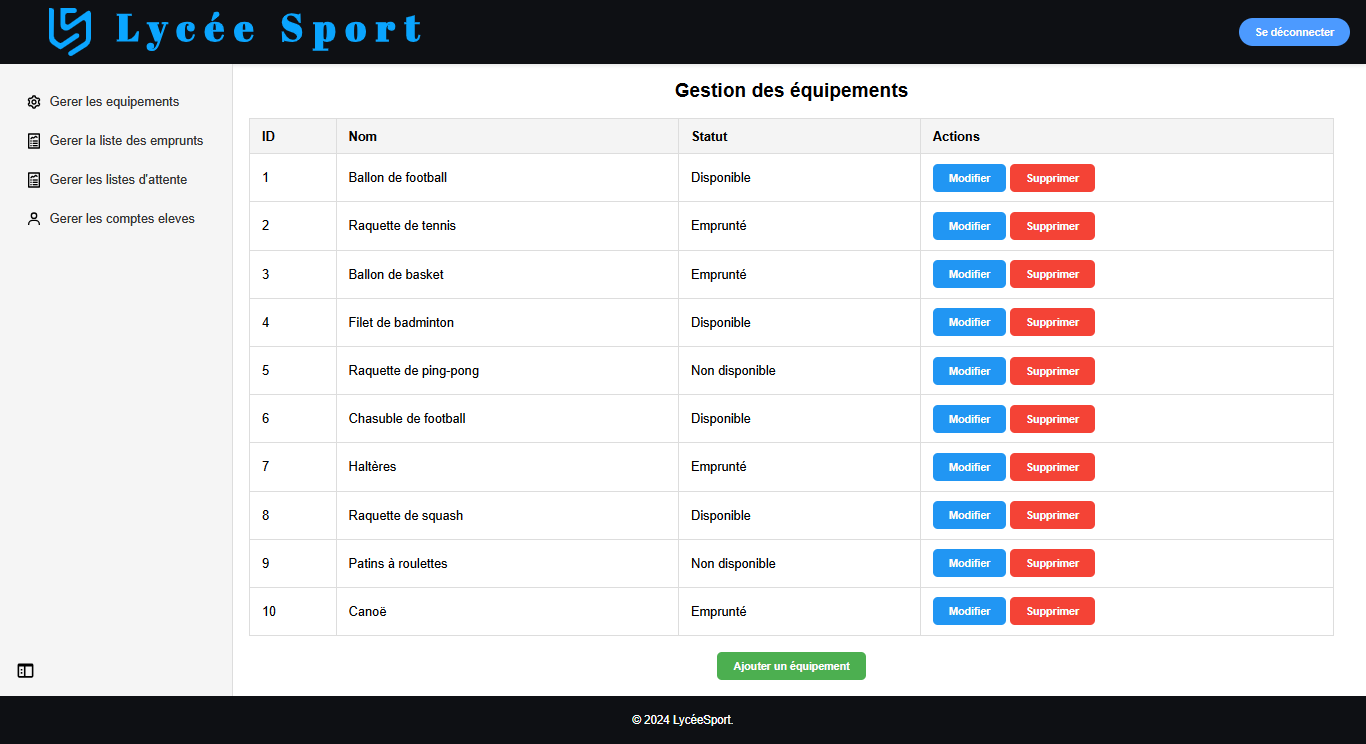 Lycée Sport
Se déconnecter
Gerer les equipements
Gerer la liste des emprunts
Gerer les listes d'attente
Gerer les comptes eleves
Gestion des équipements
ID Nom Statut Actions
1 Ballon de football Disponible Modifier Supprimer
2 Raquette de tennis Emprunté Modifier Supprimer
3 Ballon de basket Emprunté Modifier Supprimer
4 Filet de badminton Disponible Modifier Supprimer
5 Raquette de ping-pong Non disponible Modifier Supprimer
6 Chasuble de football Disponible Modifier Supprimer
7 Haltères Emprunté Modifier Supprimer
8 Raquette de squash Disponible Modifier Supprimer
9 Patins à roulettes Non disponible Modifier Supprimer
10 Canoë Emprunté Modifier Supprimer
Ajouter un équipement
© 2024 LycéeSport.